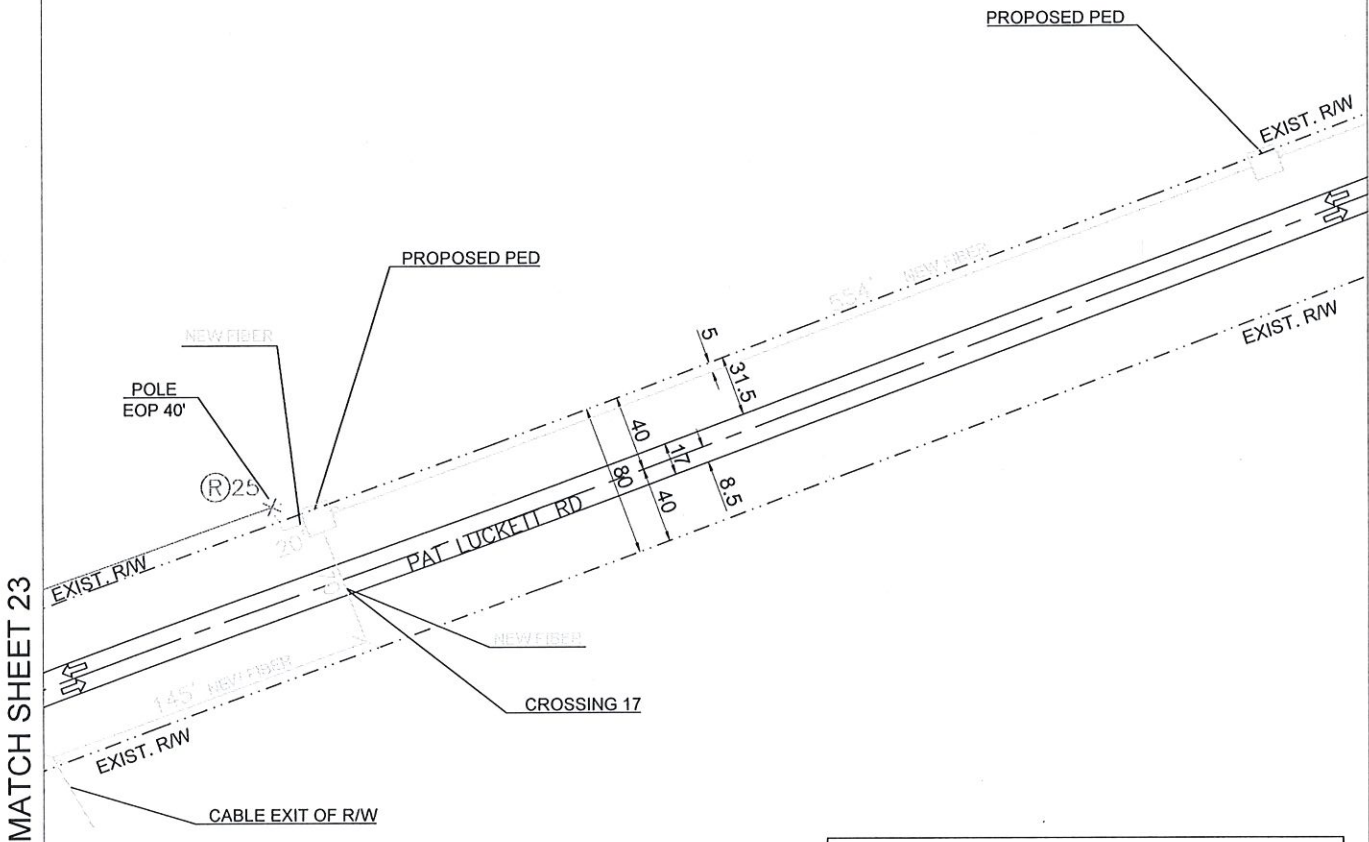 PROPOSED PED
EXIST. R/W
PROPOSED PED
NEW FIBER
554' NEW FIBER
EXIST. R/W
POLE
EOP 40'
5
31.5
40
17
80
40
8.5
R 25
20'
PAT LUCKETT RD
EXIST. R/W
NEW FIBER
145' NEW FIBER
CROSSING 17
EXIST. R/W
CABLE EXIT OF R/W
MATCH SHEET 23